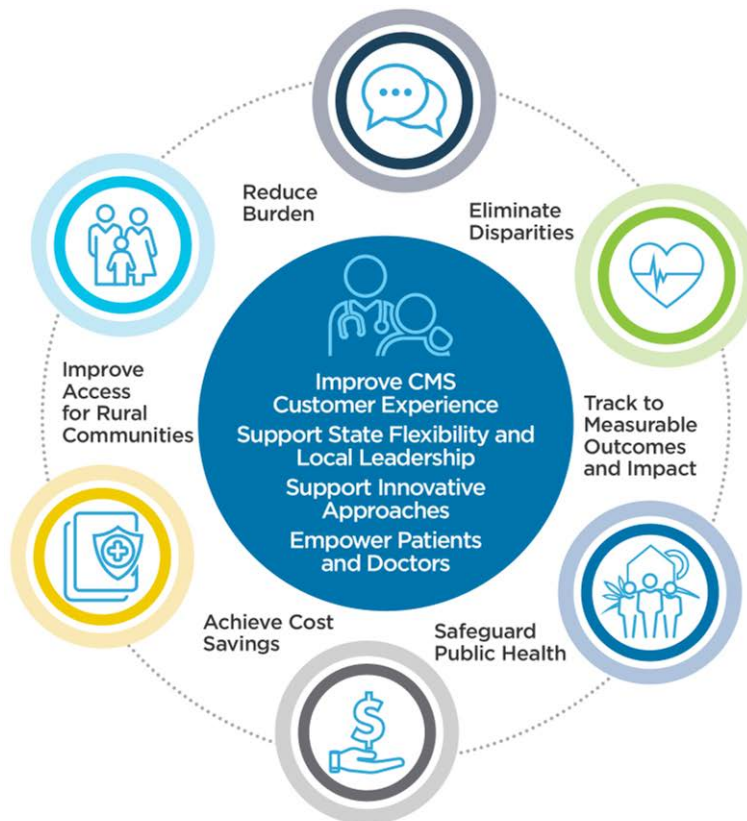 Reduce
Burden
Eliminate
Disparities
Improve
Access
for Rural
Communities
Improve CMS
Customer Experience
Support State Flexibility and
Local Leadership
Support Innovative
Approaches
Empower Patients
and Doctors
Track to
Measurable
Outcomes
and Impact
Achieve Cost
Savings
$
Safeguard
Public Health